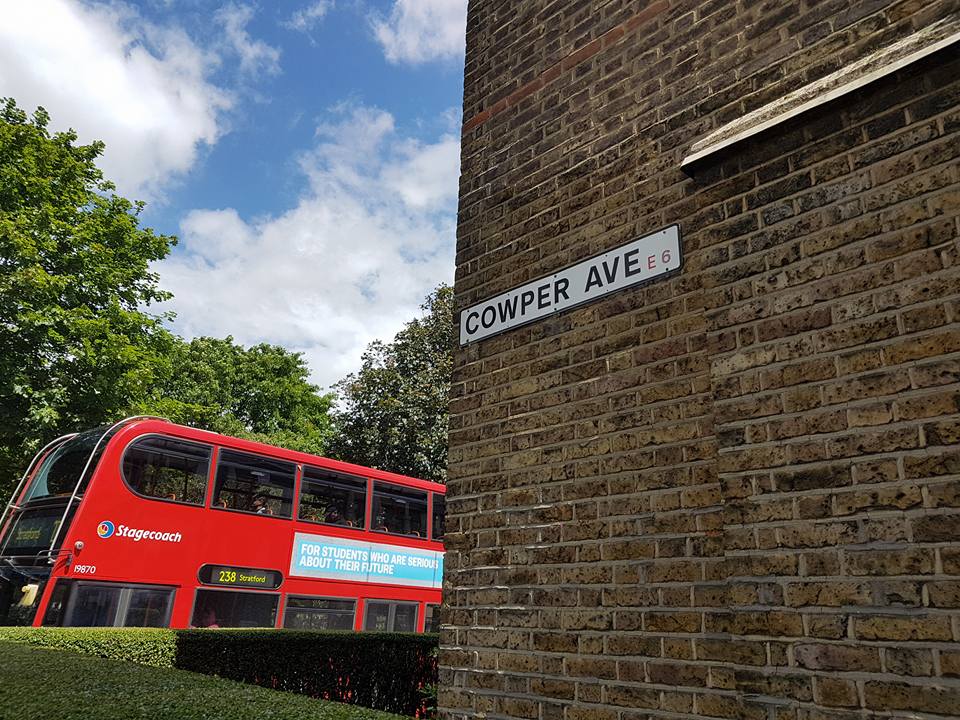 COWPER AVE E6
Stagecoach
FOR STUDENTS WHO ARE SERIOUS
ABOUT THEIR FUTURE
19870
238 Stratford